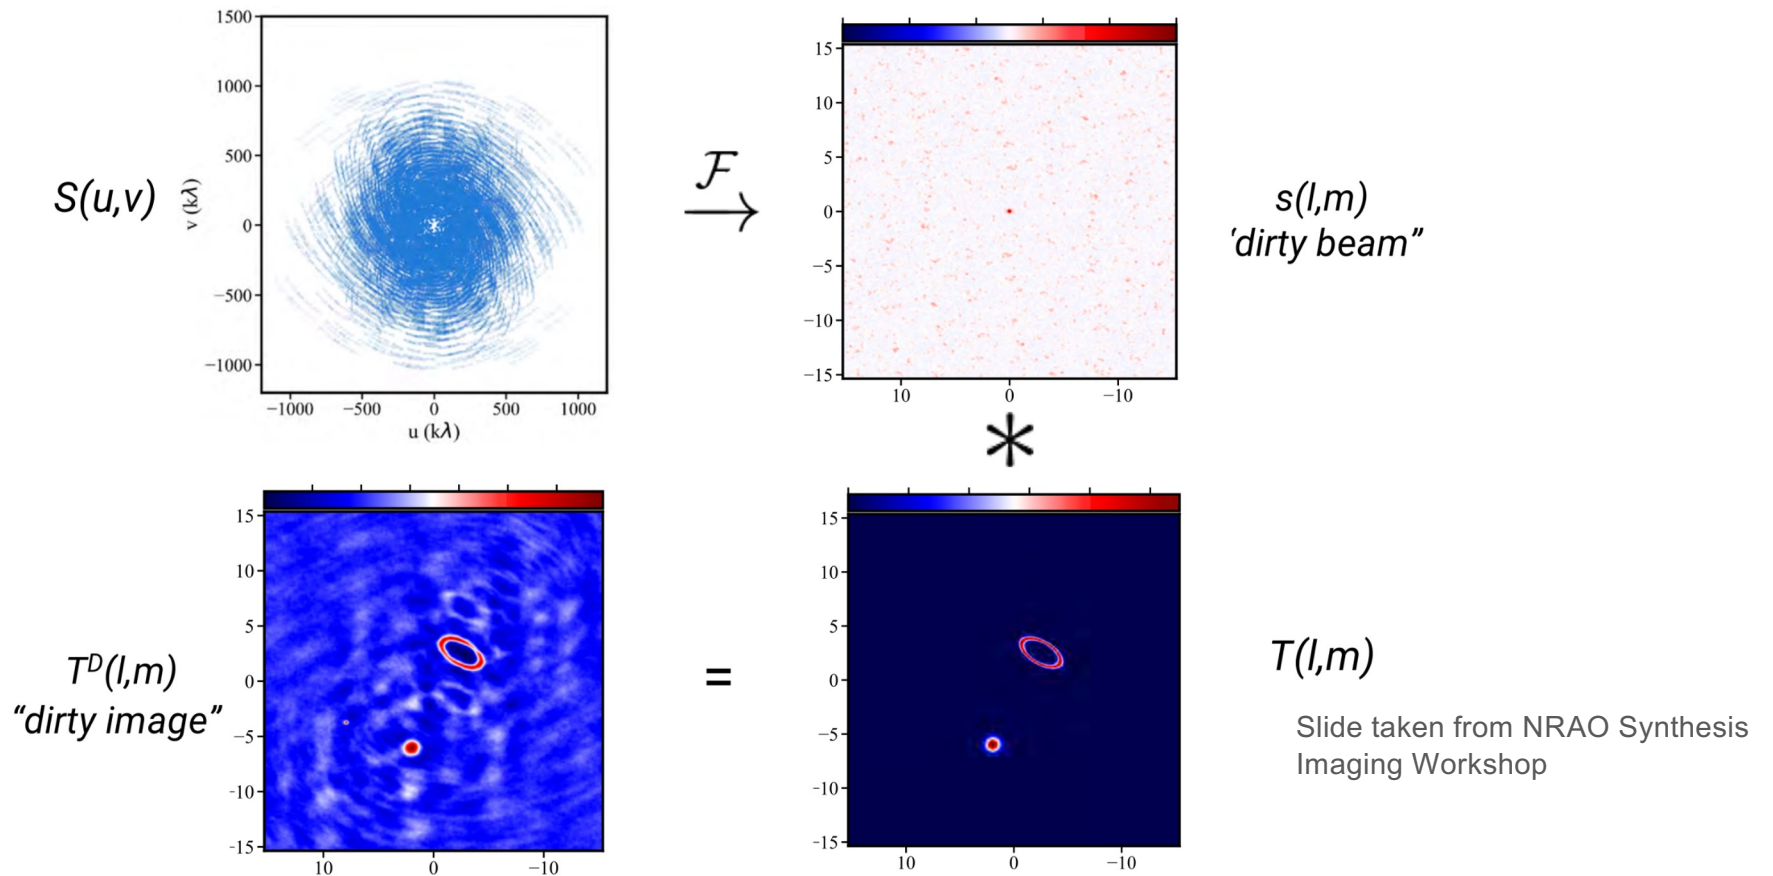 S(u,v)
v (kλ)
1500
1000
500
0
−500
−1000
−1000 −500 0 500 1000
u (kλ)
ℱ
→
15
10
5
0
−5
−10
−15
10 0 −10
s(l,m)
‘dirty beam”
*
Tᴰ(l,m)
“dirty image”
15
10
5
0
−5
-10
-15
10 0 −10
=
15
10
5
0
−5
-10
-15
10 0 −10
T(l,m)
Slide taken from NRAO Synthesis
Imaging Workshop